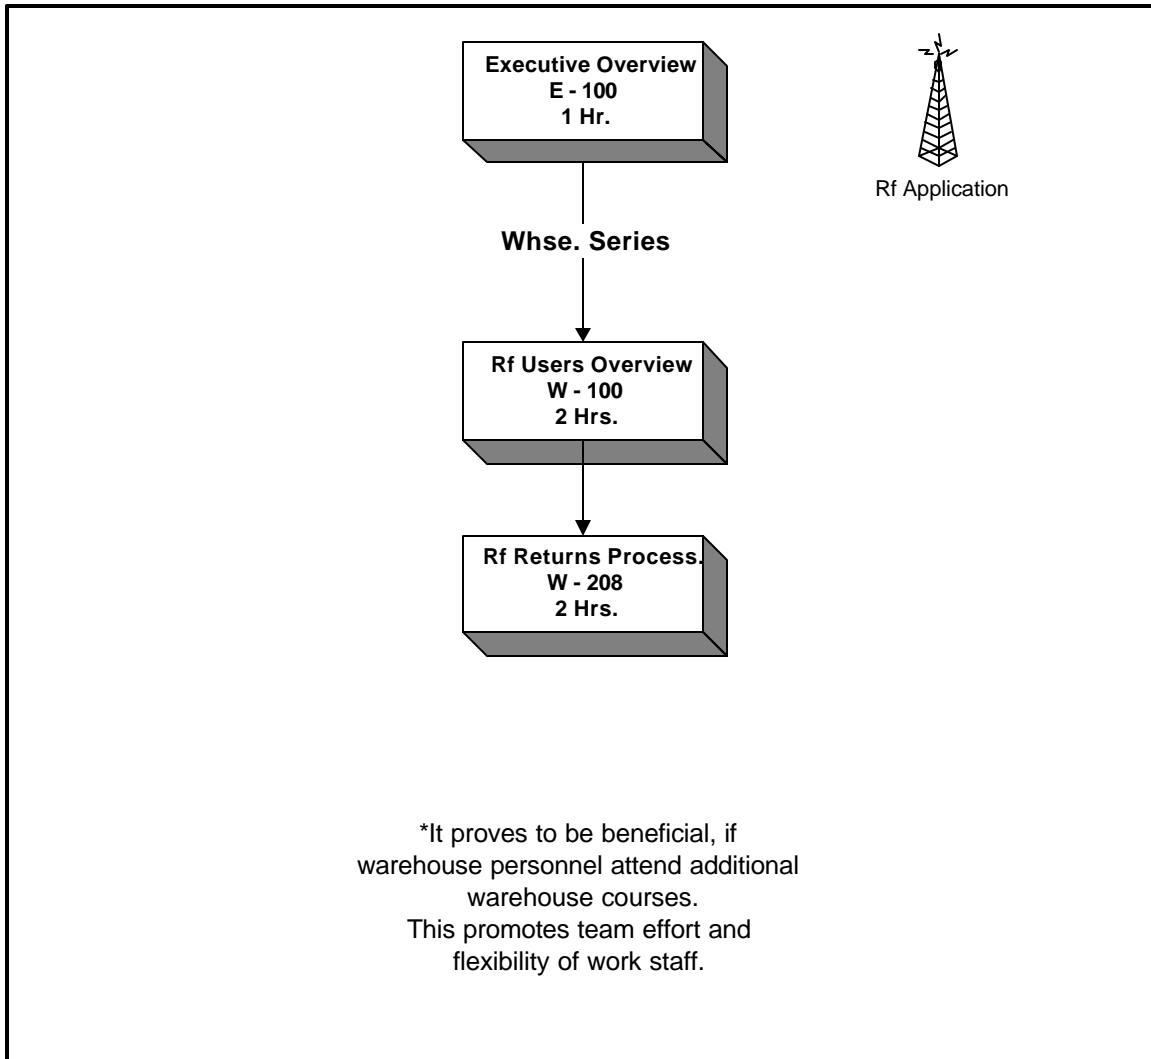 Executive Overview
E - 100
1 Hr.
Rf Application
Whse. Series
Rf Users Overview
W - 100
2 Hrs.
Rf Returns Process.
W - 208
2 Hrs.
*It proves to be beneficial, if
warehouse personnel attend additional
warehouse courses.
This promotes team effort and
flexibility of work staff.